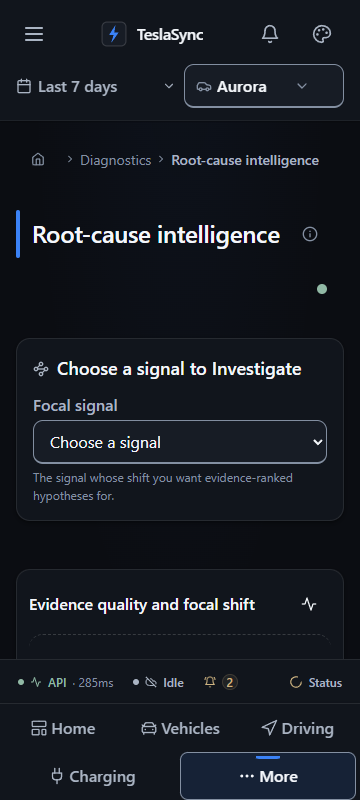 TeslaSync
Last 7 days
Aurora
Diagnostics
Root-cause intelligence
Root-cause intelligence
Choose a signal to Investigate
Focal signal
Choose a signal
The signal whose shift you want evidence-ranked
hypotheses for.
Evidence quality and focal shift
API · 285ms
Idle
2
Status
Home
Vehicles
Driving
Charging
More